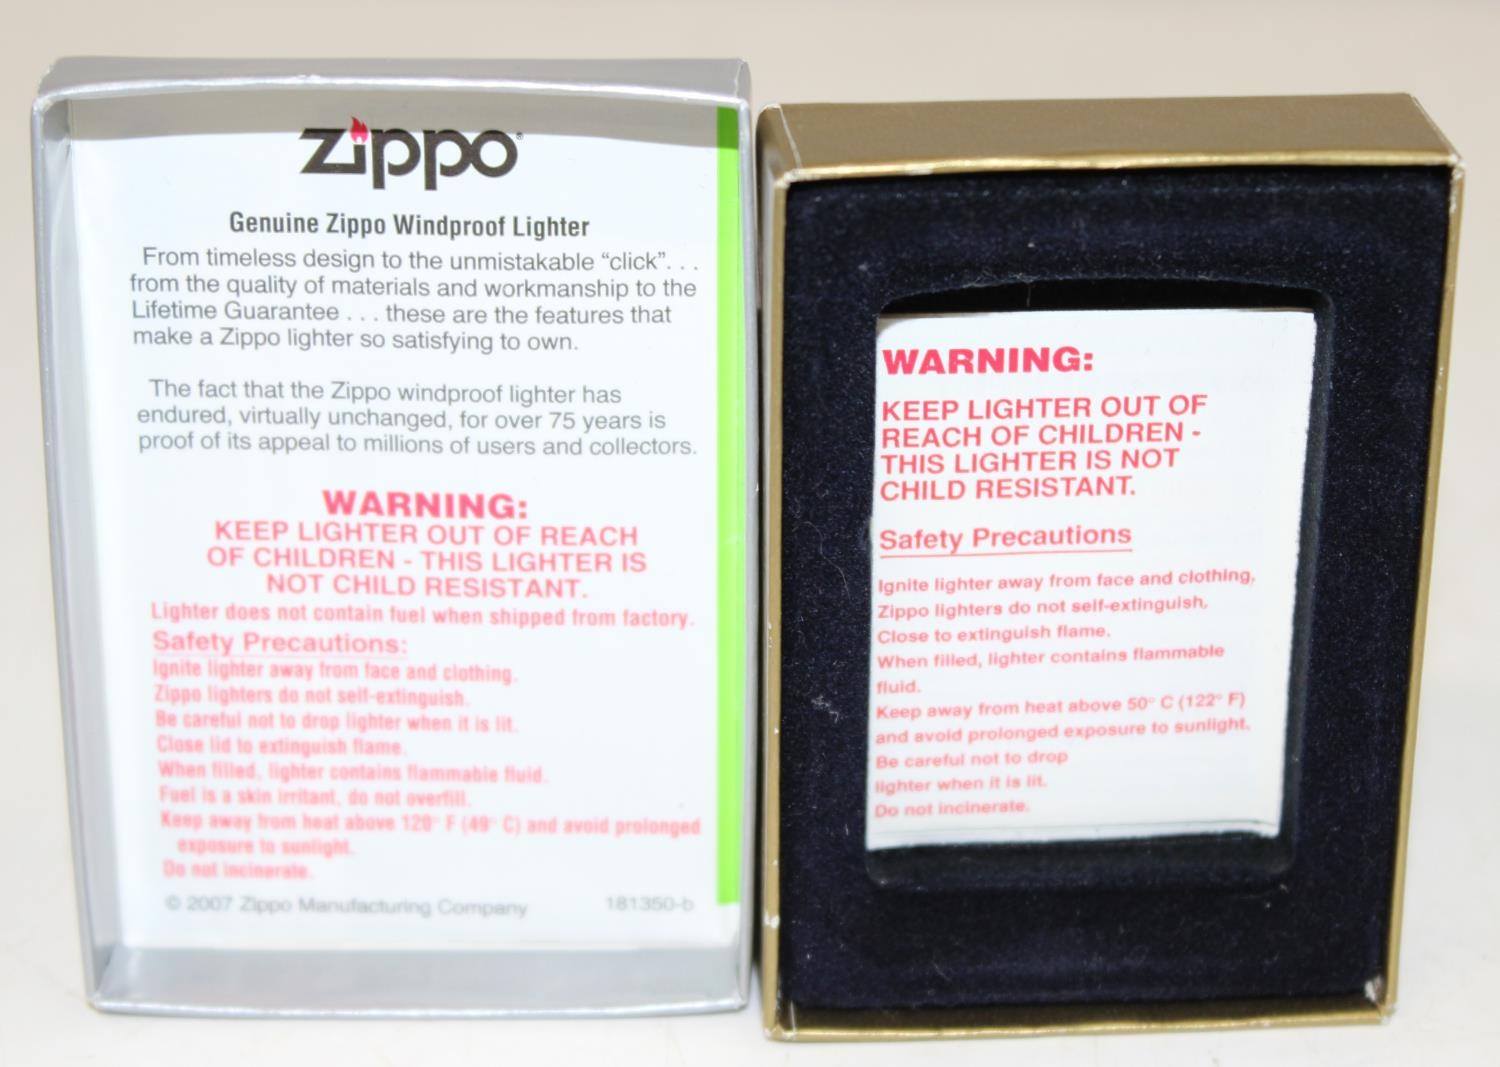 zippo®
Genuine Zippo Windproof Lighter
From timeless design to the unmistakable “click”. . .
from the quality of materials and workmanship to the
Lifetime Guarantee . . . these are the features that
make a Zippo lighter so satisfying to own.
The fact that the Zippo windproof lighter has
endured, virtually unchanged, for over 75 years is
proof of its appeal to millions of users and collectors.
WARNING:
KEEP LIGHTER OUT OF REACH
OF CHILDREN - THIS LIGHTER IS
NOT CHILD RESISTANT.
Lighter does not contain fuel when shipped from factory.
Safety Precautions:
Ignite lighter away from face and clothing.
Zippo lighters do not self-extinguish.
Be careful not to drop lighter when it is lit.
Close lid to extinguish flame.
When filled, lighter contains flammable fluid.
Fuel is a skin irritant, do not overfill.
Keep away from heat above 120° F (49° C) and avoid prolonged
exposure to sunlight.
Do not incinerate.
© 2007 Zippo Manufacturing Company 181350-b
WARNING:
KEEP LIGHTER OUT OF
REACH OF CHILDREN -
THIS LIGHTER IS NOT
CHILD RESISTANT.
Safety Precautions
Ignite lighter away from face and clothing,
Zippo lighters do not self-extinguish,
Close to extinguish flame.
When filled, lighter contains flammable
fluid.
Keep away from heat above 50° C (122° F)
and avoid prolonged exposure to sunlight.
Be careful not to drop
lighter when it is lit.
Do not incinerate.